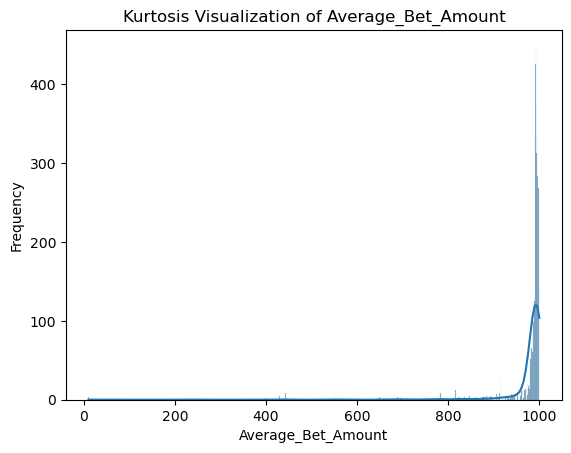 Kurtosis Visualization of Average_Bet_Amount
400
300
200
100
0
Frequency
0 200 400 600 800 1000
Average_Bet_Amount